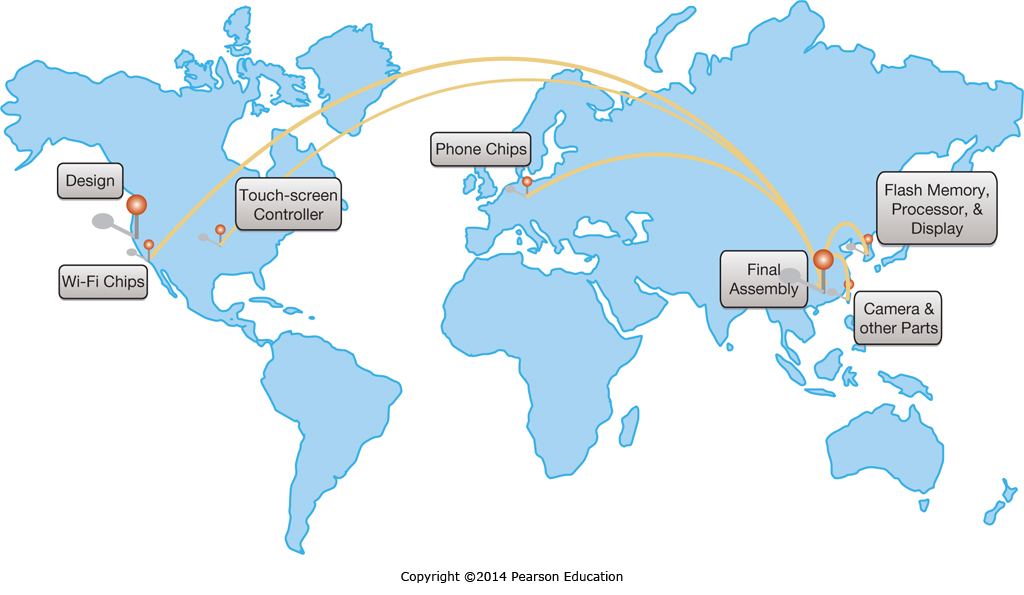 Phone Chips
Design
Touch-screen
Controller
Flash Memory,
Processor, &
Display
Wi-Fi Chips
Final
Assembly
Camera &
other Parts
Copyright ©2014 Pearson Education